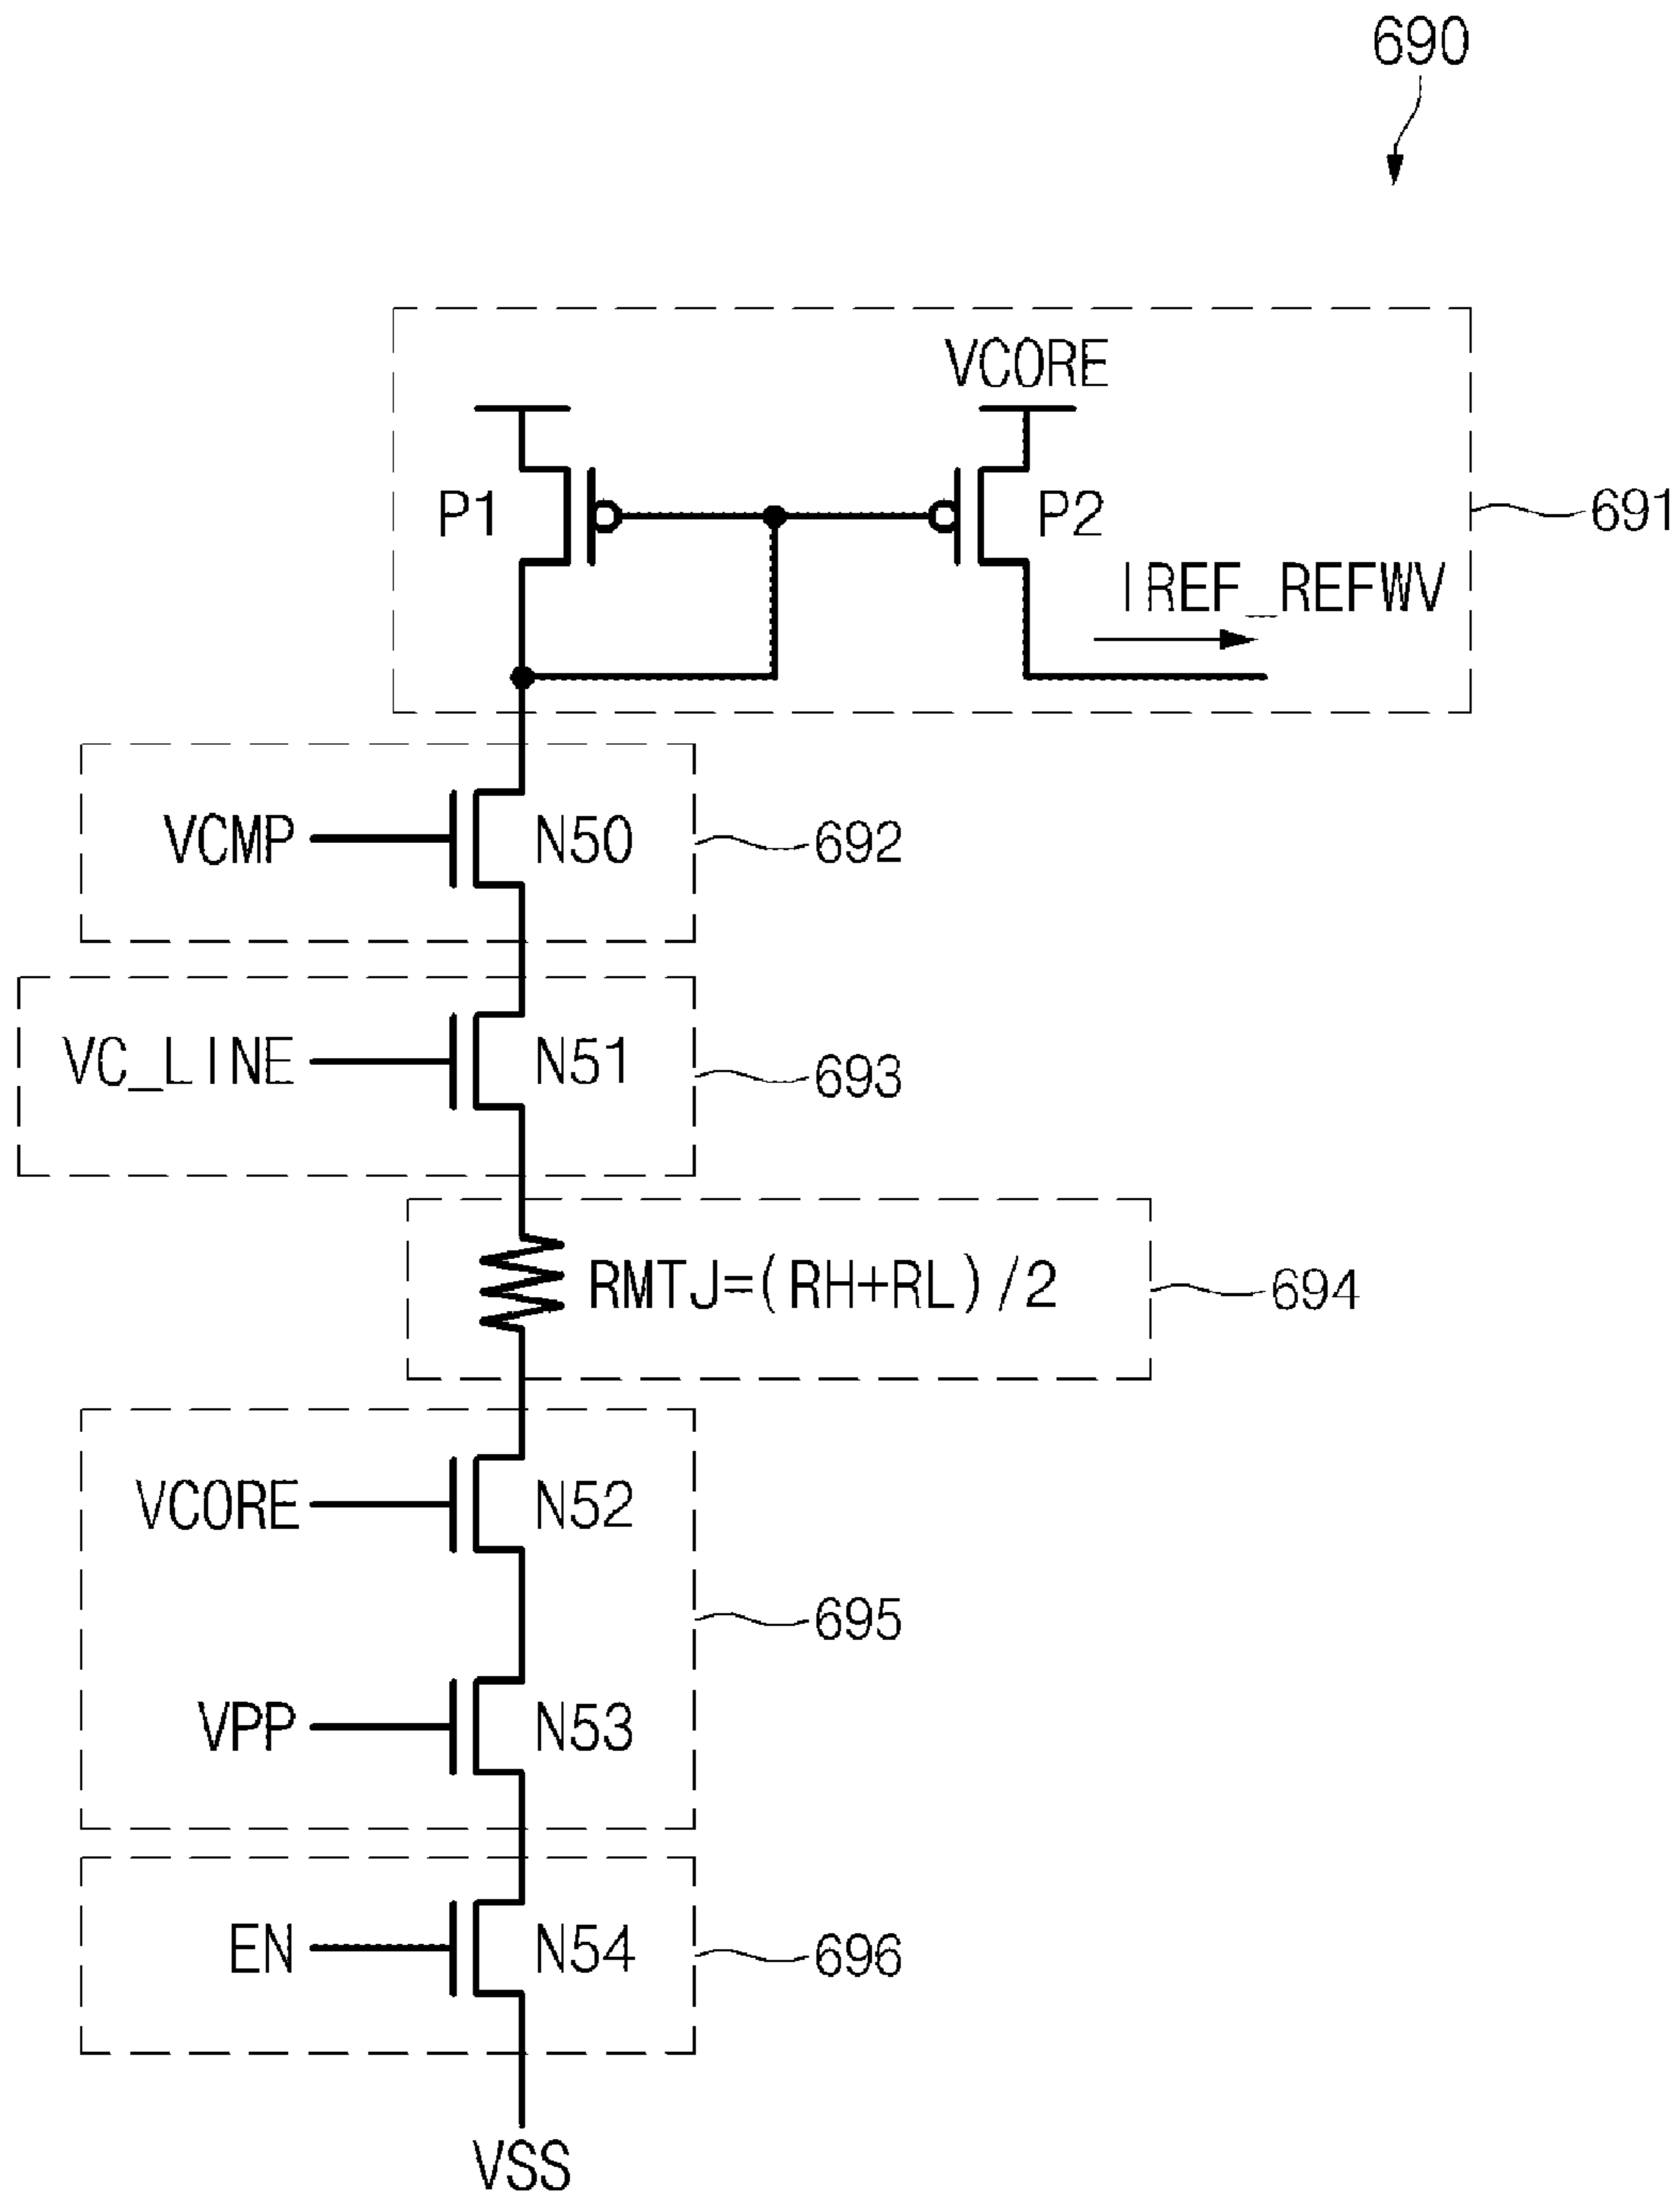 690
VCORE
P1
P2
691
IREF_REFWV
VCMP
N50
692
VC_LINE
N51
693
RMTJ=(RH+RL)/2
694
VCORE
N52
695
VPP
N53
EN
N54
696
VSS